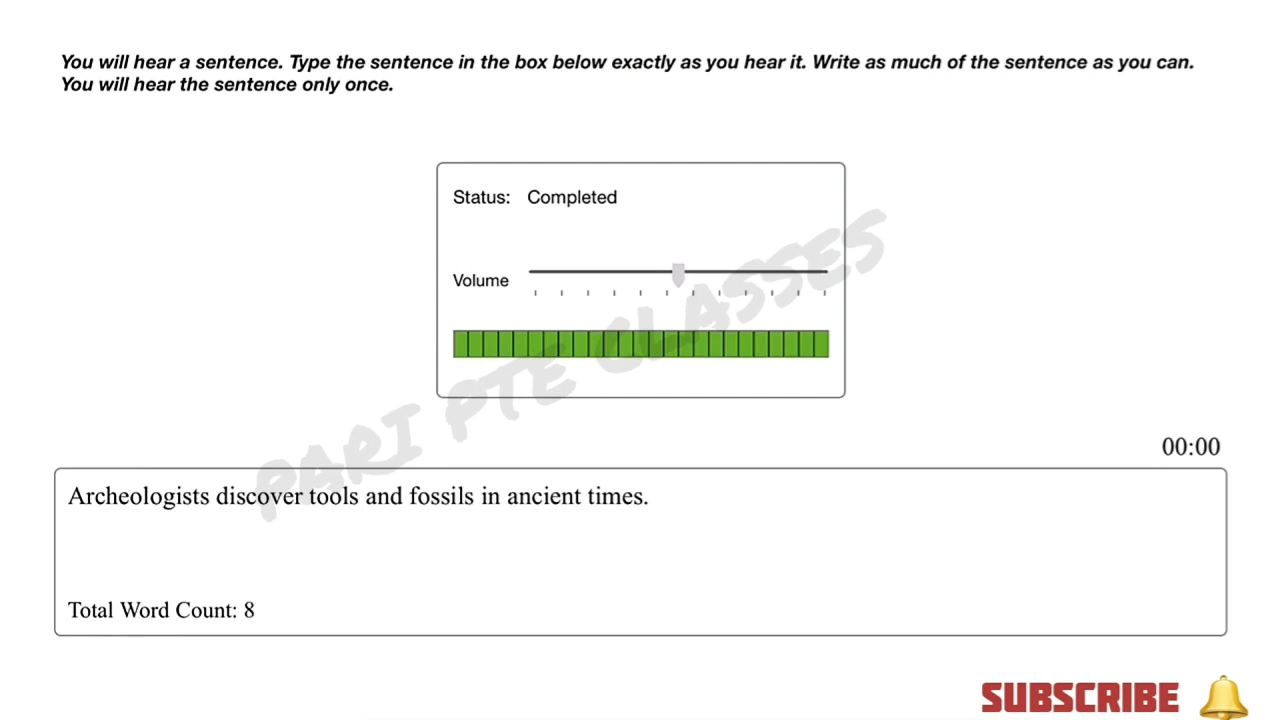 You will hear a sentence. Type the sentence in the box below exactly as you hear it. Write as much of the sentence as you can.
You will hear the sentence only once.
Status: Completed
Volume
PARI PTE CLASSES
00:00
Archeologists discover tools and fossils in ancient times.
Total Word Count: 8
SUBSCRIBE